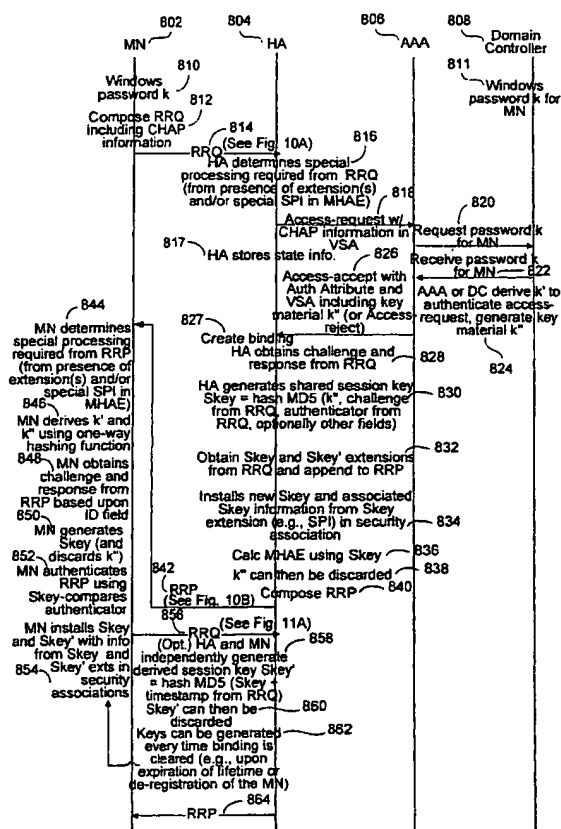 MN 802
HA 804
AAA 806
Domain
Controller 808
Windows
password k 810
811
Windows
password k for
MN
Compose RRQ
including CHAP
information 812
814
RRQ (See Fig. 10A)
HA determines special 816
processing required from RRQ
(from presence of extension(s)
and/or special SPI in MHAE)
818
Access-request w/
CHAP information in
VSA
820
Request password k
for MN
817 HA stores state info.
826
Receive password k
for MN 822
Access-accept with
Auth Attribute and
VSA including key
material k" (or Access
reject)
AAA or DC derive k' to
authenticate access-
request, generate key
material k"
824
827
Create binding
HA obtains challenge and
response from RRQ 828
HA generates shared session key
Skey = hash MD5 (k", challenge
from RRQ, authenticator from
RRQ, optionally other fields) 830
844
MN determines
special processing
required from RRP
(from presence of
extension(s) and/or
special SPI in
MHAE)
846
MN derives k' and
k" using one-way
hashing function
848 MN obtains
challenge and
response from
RRP based upon
ID field
850
MN generates
Skey (and
discards k")
852
MN authenticates
RRP using
Skey-compares
authenticator
Obtain Skey and Skey' extensions
from RRQ and append to RRP 832
Installs new Skey and associated
Skey information from Skey
extension (e.g., SPI) in security
association 834
Calc MHAE using Skey 836
k" can then be discarded 838
Compose RRP 840
842
RRP
(See Fig. 10B)
856
RRQ (See Fig. 11A)
MN installs Skey
and Skey' with info
from Skey and
Skey' exts in
security
associations
854
(Opt.) HA and MN 858
independently generate
derived session key Skey'
= hash MD5 (Skey +
timestamp from RRQ)
Skey' can then be 860
discarded
Keys can be generated 862
every time binding is
cleared (e.g., upon
expiration of lifetime or
de-registration of the MN)
RRP 864